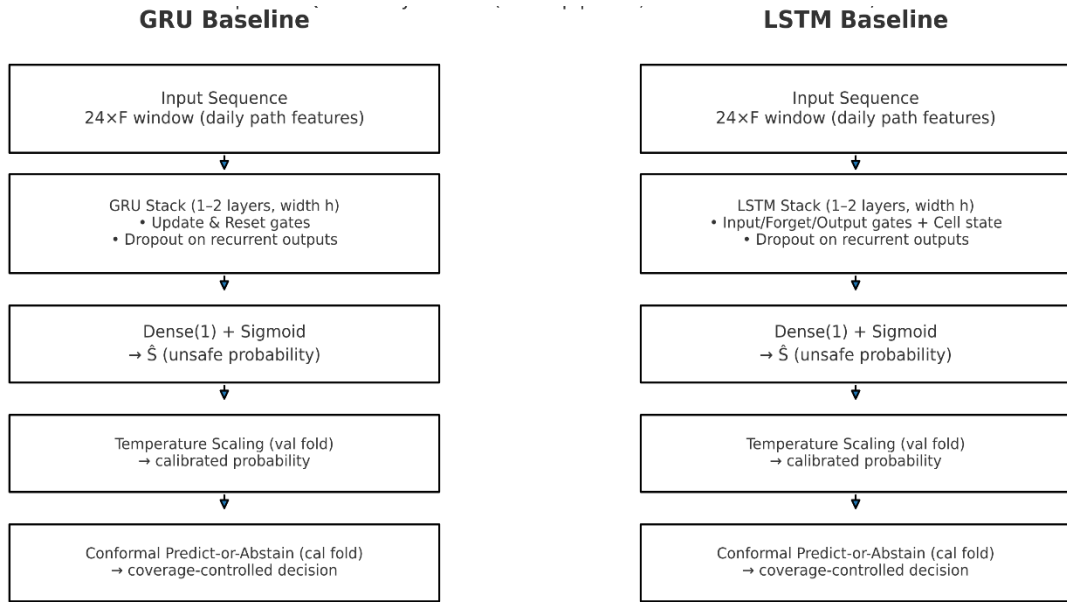 GRU Baseline
Input Sequence
24×F window (daily path features)
GRU Stack (1–2 layers, width h)
• Update & Reset gates
• Dropout on recurrent outputs
Dense(1) + Sigmoid
→ Ŝ (unsafe probability)
Temperature Scaling (val fold)
→ calibrated probability
Conformal Predict-or-Abstain (cal fold)
→ coverage-controlled decision
LSTM Baseline
Input Sequence
24×F window (daily path features)
LSTM Stack (1–2 layers, width h)
• Input/Forget/Output gates + Cell state
• Dropout on recurrent outputs
Dense(1) + Sigmoid
→ Ŝ (unsafe probability)
Temperature Scaling (val fold)
→ calibrated probability
Conformal Predict-or-Abstain (cal fold)
→ coverage-controlled decision